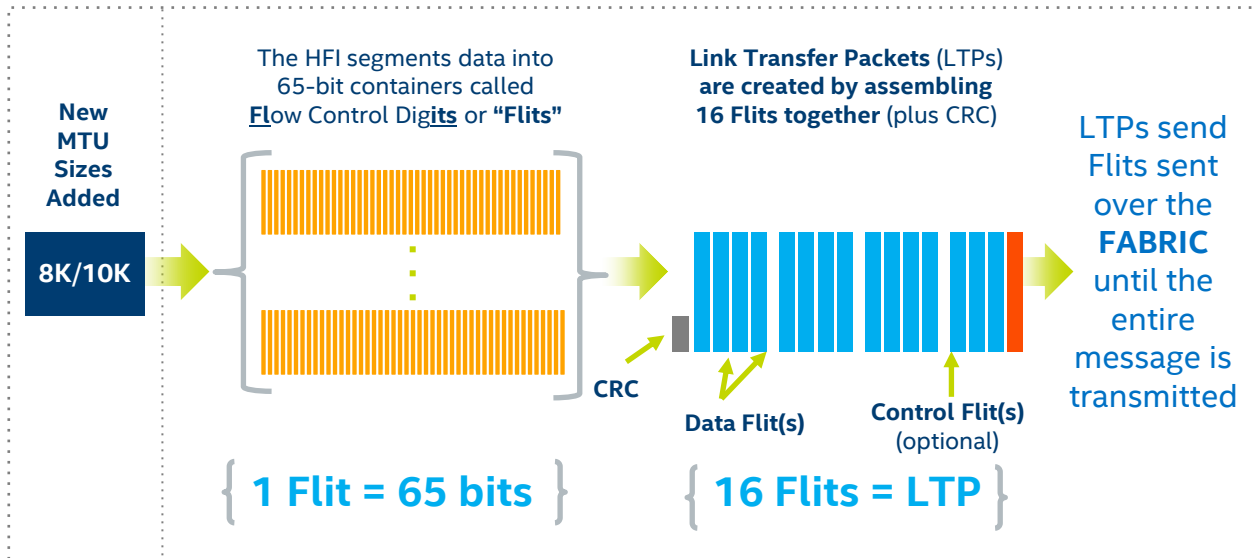 New
MTU
Sizes
Added
8K/10K
The HFI segments data into
65-bit containers called
Flow Control Digits or “Flits”
1 Flit = 65 bits
Link Transfer Packets (LTPs)
are created by assembling
16 Flits together (plus CRC)
CRC
Data Flit(s)
Control Flit(s)
(optional)
16 Flits = LTP
LTPs send
Flits sent
over the
FABRIC
until the
entire
message is
transmitted